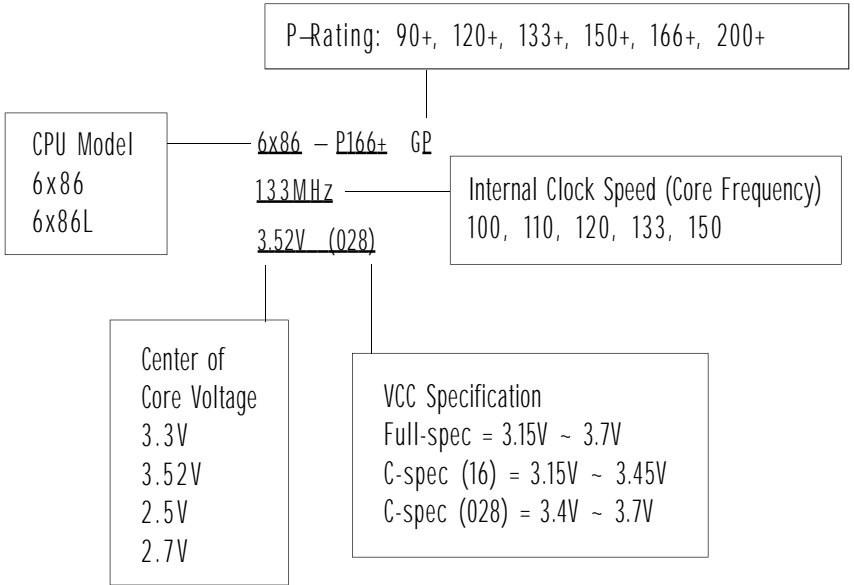 P–Rating: 90+, 120+, 133+, 150+, 166+, 200+
CPU Model
6x86
6x86L
6x86 – P166+ GP
133MHz
3.52V (028)
Internal Clock Speed (Core Frequency)
100, 110, 120, 133, 150
Center of
Core Voltage
3.3V
3.52V
2.5V
2.7V
VCC Specification
Full-spec = 3.15V ~ 3.7V
C-spec (16) = 3.15V ~ 3.45V
C-spec (028) = 3.4V ~ 3.7V